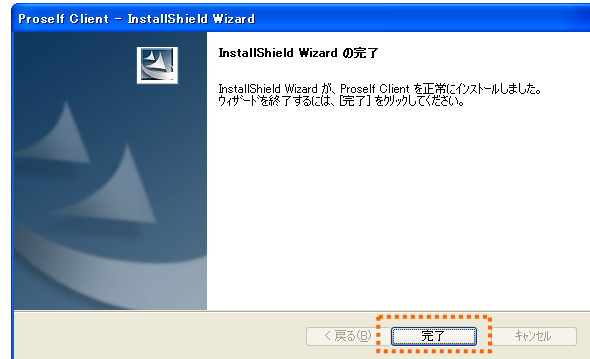 Proself Client - InstallShield Wizard
InstallShield Wizard の完了
InstallShield Wizard が、Proself Client を正常にインストールしました。
ウィザードを終了するには、[完了] をクリックしてください。
< 戻る(B)
完了
キャンセル